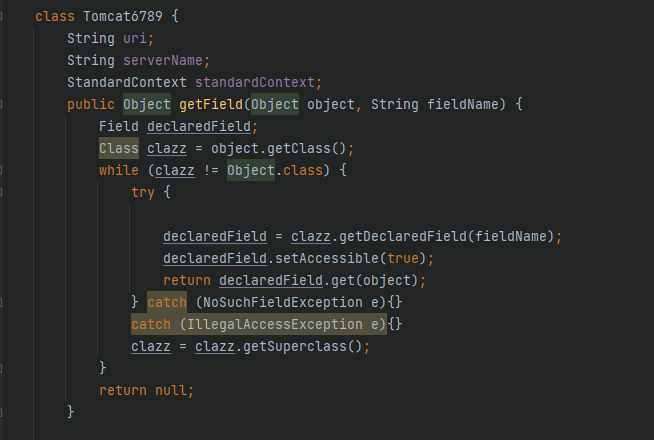 class Tomcat6789 {
String uri;
String serverName;
StandardContext standardContext;
public Object getField(Object object, String fieldName) {
Field declaredField;
Class clazz = object.getClass();
while (clazz != Object.class) {
try {
declaredField = clazz.getDeclaredField(fieldName);
declaredField.setAccessible(true);
return declaredField.get(object);
} catch (NoSuchFieldException e){}
catch (IllegalAccessException e){}
clazz = clazz.getSuperclass();
}
return null;
}